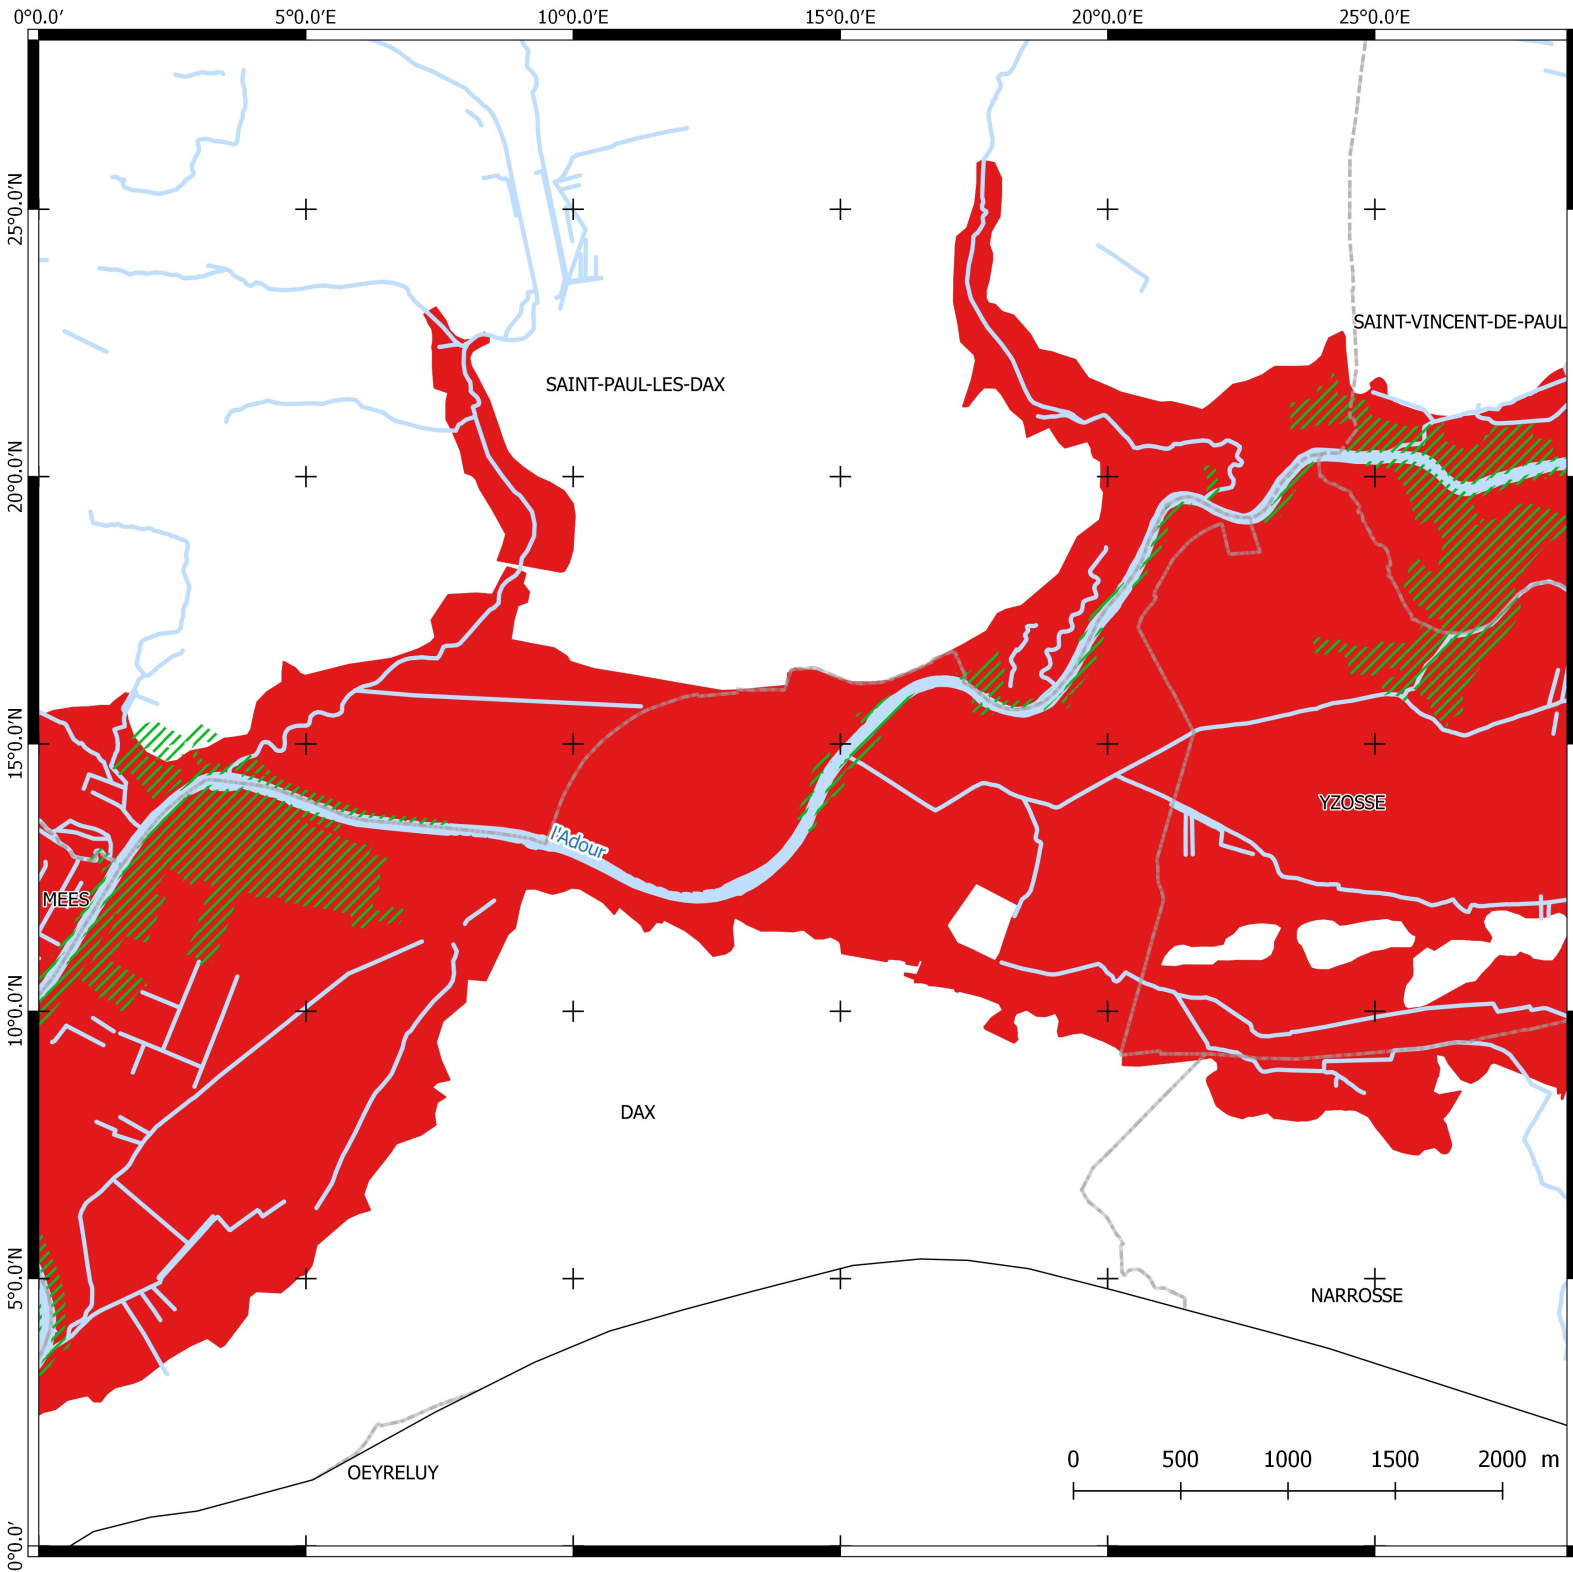 0°0.0′ 5°0.0′E 10°0.0′E 15°0.0′E 20°0.0′E 25°0.0′E
25°0.0′N
SAINT-VINCENT-DE-PAUL
SAINT-PAUL-LES-DAX
20°0.0′N
15°0.0′N
YZOSSE
l'Adour
MEES
10°0.0′N
DAX
5°0.0′N
NARROSSE
0 500 1000 1500 2000 m
OEYRELUY
0°0.0′